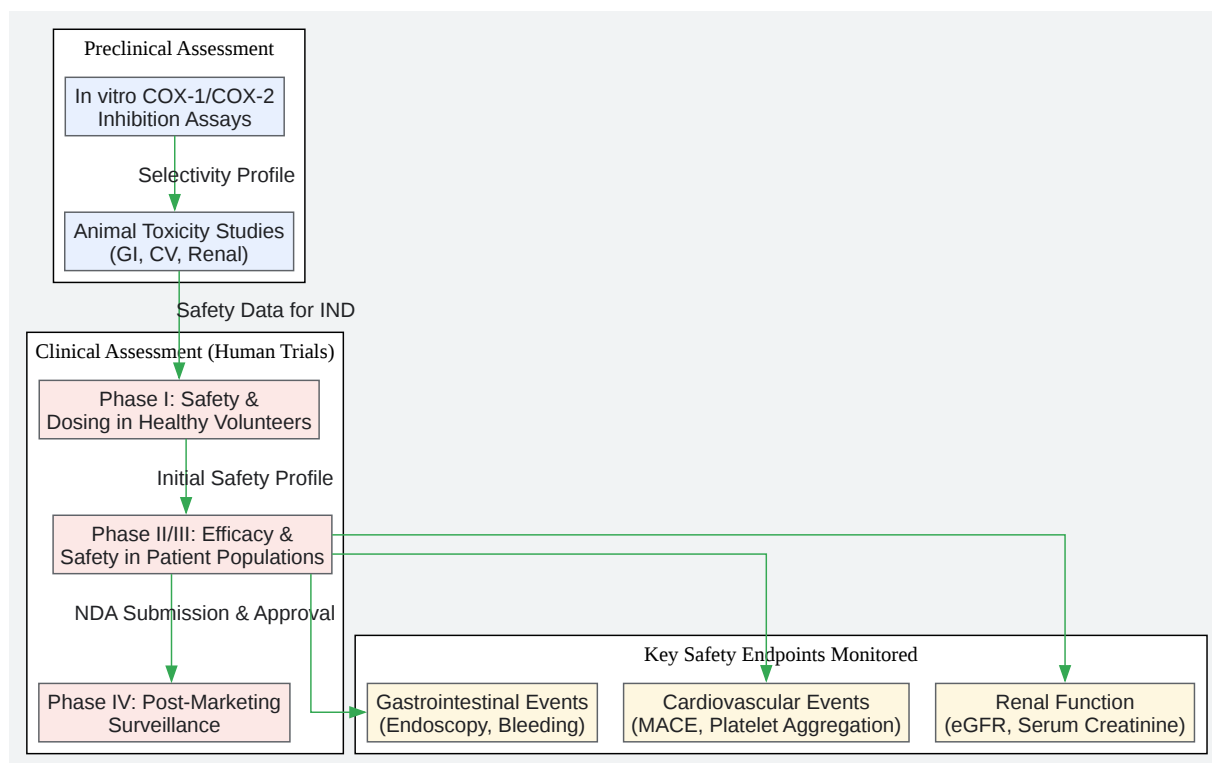 Preclinical Assessment
In vitro COX-1/COX-2
Inhibition Assays
Selectivity Profile
Animal Toxicity Studies
(GI, CV, Renal)
Safety Data for IND
Clinical Assessment (Human Trials)
Phase I: Safety &
Dosing in Healthy Volunteers
Initial Safety Profile
Phase II/III: Efficacy &
Safety in Patient Populations
NDA Submission & Approval
Phase IV: Post-Marketing
Surveillance
Key Safety Endpoints Monitored
Gastrointestinal Events
(Endoscopy, Bleeding)
Cardiovascular Events
(MACE, Platelet Aggregation)
Renal Function
(eGFR, Serum Creatinine)